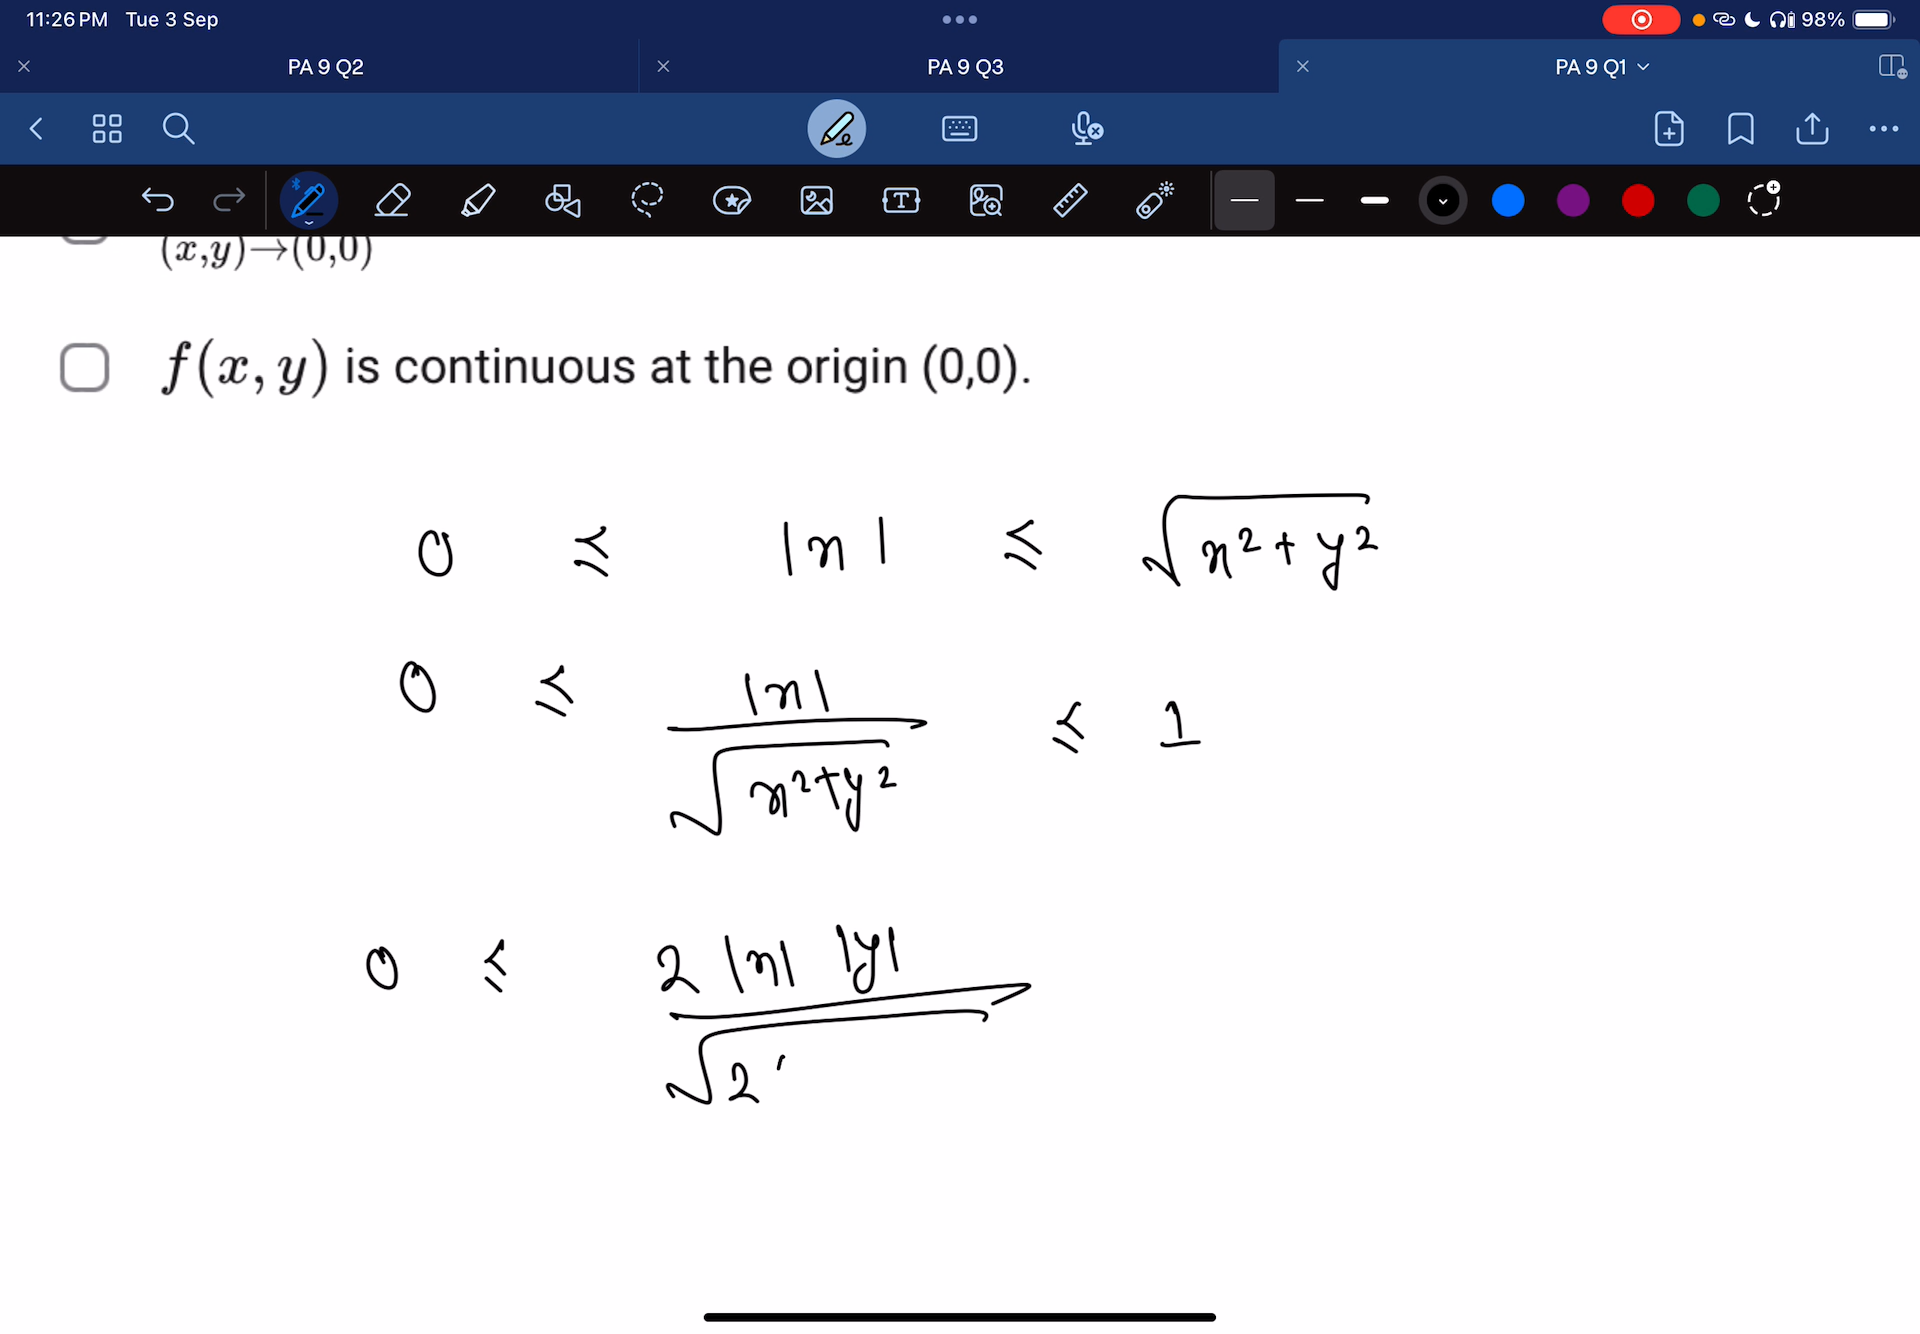 11:26 PM Tue 3 Sep 98%
PA 9 Q2 PA 9 Q3 PA 9 Q1
(x,y)→(0,0)
f(x, y) is continuous at the origin (0,0).
0 ≤ |x| ≤ √(x² + y²)
0 ≤ |x| / √(x²+y²) ≤ 1
0 ≤ 2 |x| |y| / √2